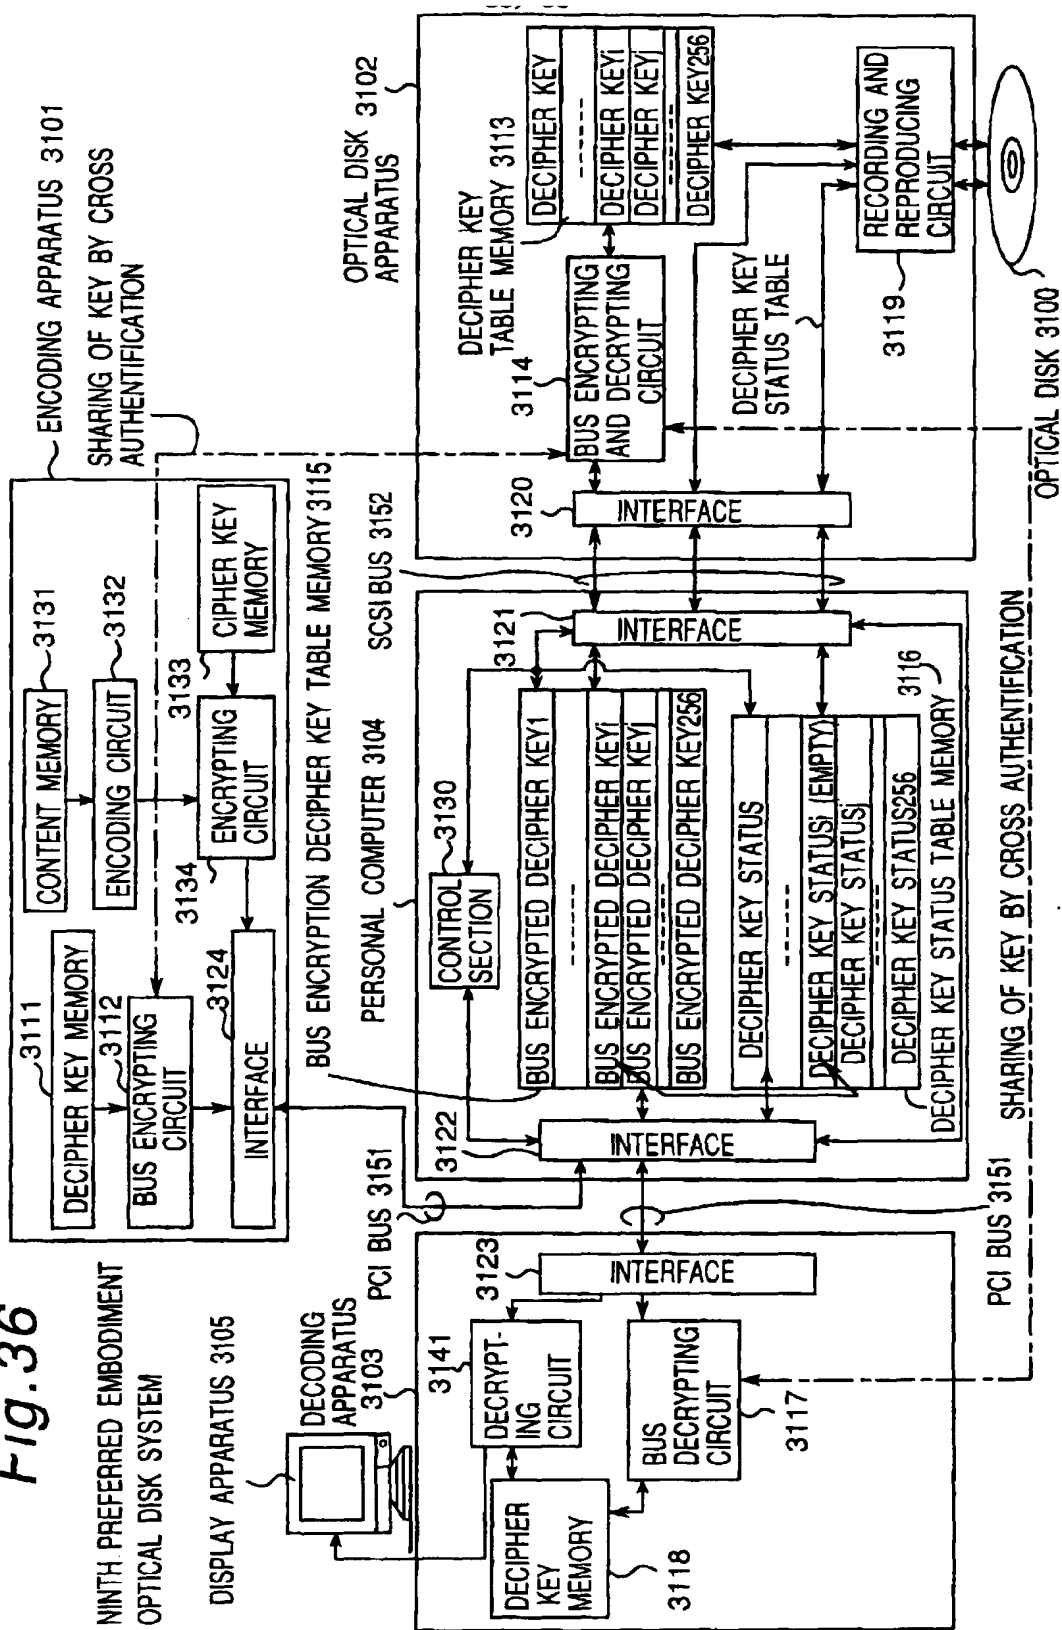 Fig.36
NINTH PREFERRED EMBODIMENT
OPTICAL DISK SYSTEM
DISPLAY APPARATUS 3105
DECODING
APPARATUS
3103
3141
DECRYPT-
ING
CIRCUIT
DECIPHER
KEY
MEMORY
3118
BUS
DECRYPTING
CIRCUIT
3117
3123
INTERFACE
PCI BUS 3151
PCI BUS 3151
ENCODING APPARATUS 3101
SHARING OF KEY BY CROSS
AUTHENTIFICATION
3111
DECIPHER KEY MEMORY
3112
BUS ENCRYPTING
CIRCUIT
3124
INTERFACE
CONTENT MEMORY
3131
ENCODING CIRCUIT
3132
3133
CIPHER KEY
MEMORY
3134
ENCRYPTING
CIRCUIT
BUS ENCRYPTION DECIPHER KEY TABLE MEMORY 3115
PERSONAL COMPUTER 3104
3122
INTERFACE
3130
CONTROL
SECTION
3121
INTERFACE
BUS ENCRYPTED DECIPHER KEY1
BUS ENCRYPTED DECIPHER KEYi
BUS ENCRYPTED DECIPHER KEYj
BUS ENCRYPTED DECIPHER KEY256
DECIPHER KEY STATUS
DECIPHER KEY STATUSi (EMPTY)
DECIPHER KEY STATUSj
DECIPHER KEY STATUS256
DECIPHER KEY STATUS TABLE MEMORY
3116
SHARING OF KEY BY CROSS AUTHENTIFICATION
SCSI BUS 3152
OPTICAL DISK
APPARATUS
3102
3120
INTERFACE
3114
BUS ENCRYPTING
AND DECRYPTING
CIRCUIT
DECIPHER KEY
TABLE MEMORY 3113
DECIPHER KEY
DECIPHER KEYi
DECIPHER KEYj
DECIPHER KEY256
DECIPHER KEY
STATUS TABLE
RECORDING AND
REPRODUCING
CIRCUIT
3119
OPTICAL DISK 3100